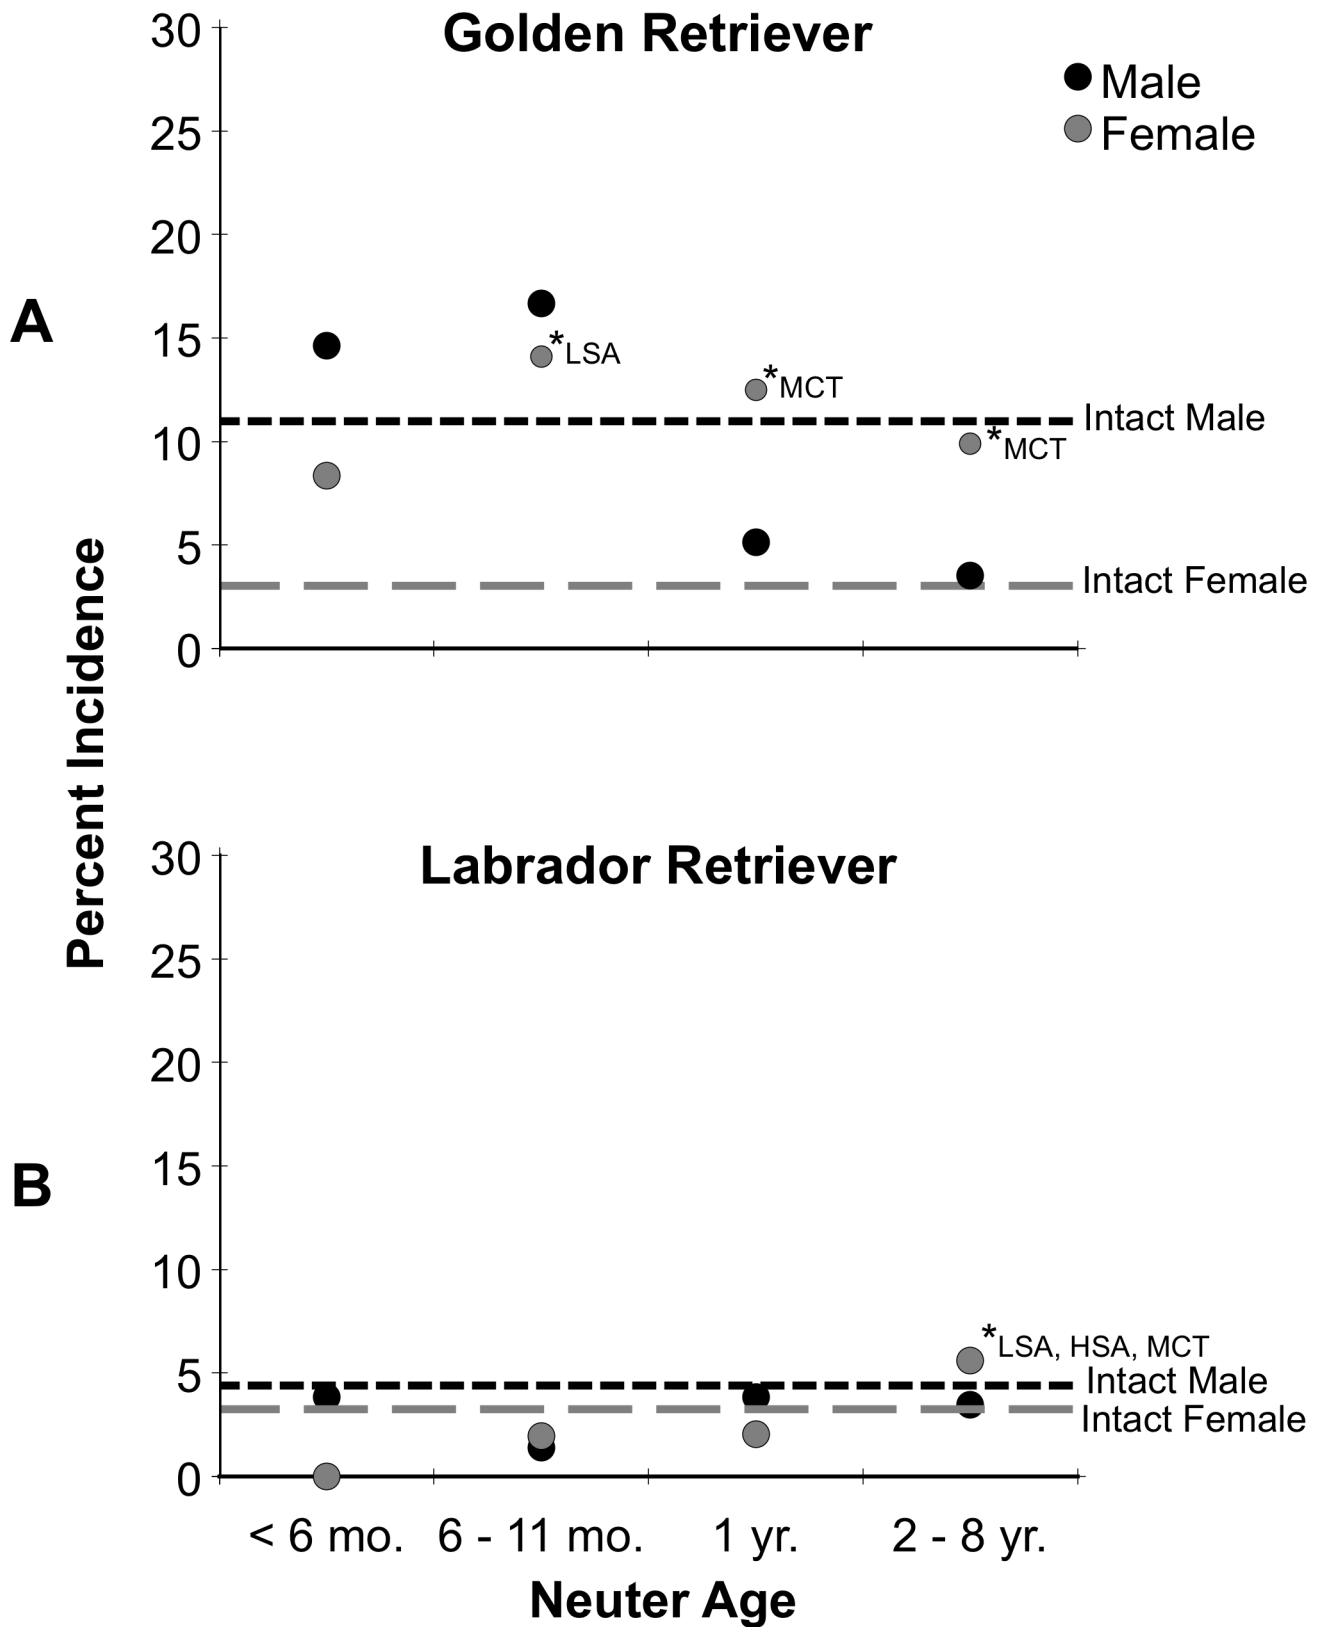 Golden Retriever
Male
Female
30
25
20
15
10
5
0
A
*LSA
*MCT
*MCT
Intact Male
Intact Female
Percent Incidence
Labrador Retriever
30
25
20
15
10
5
0
B
*LSA, HSA, MCT
Intact Male
Intact Female
< 6 mo. 6 - 11 mo. 1 yr. 2 - 8 yr.
Neuter Age